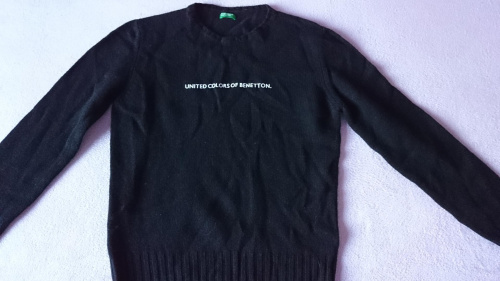 UNITED COLORS OF BENETTON.